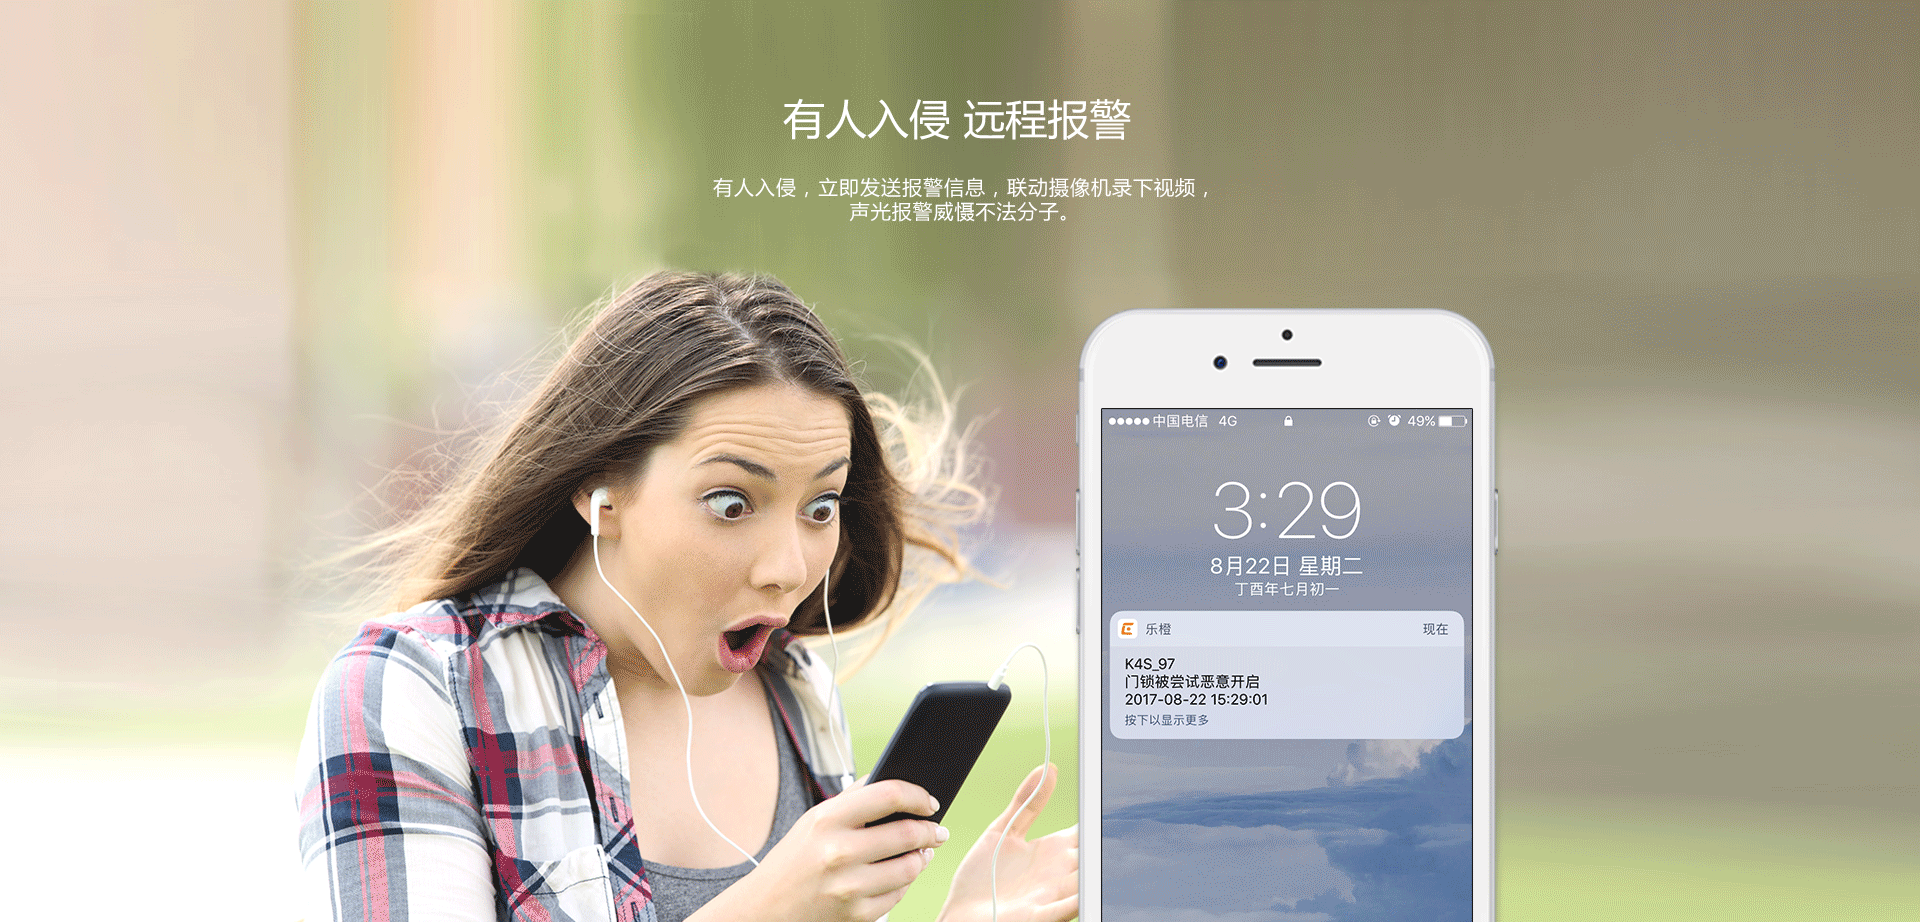 有人入侵 远程报警
有人入侵，立即发送报警信息，联动摄像机录下视频，
声光报警威慑不法分子。
中国电信 4G 49%
3:29
8月22日 星期二
丁酉年七月初一
乐橙 现在
K4S_97
门锁被尝试恶意开启
2017-08-22 15:29:01
按下以显示更多